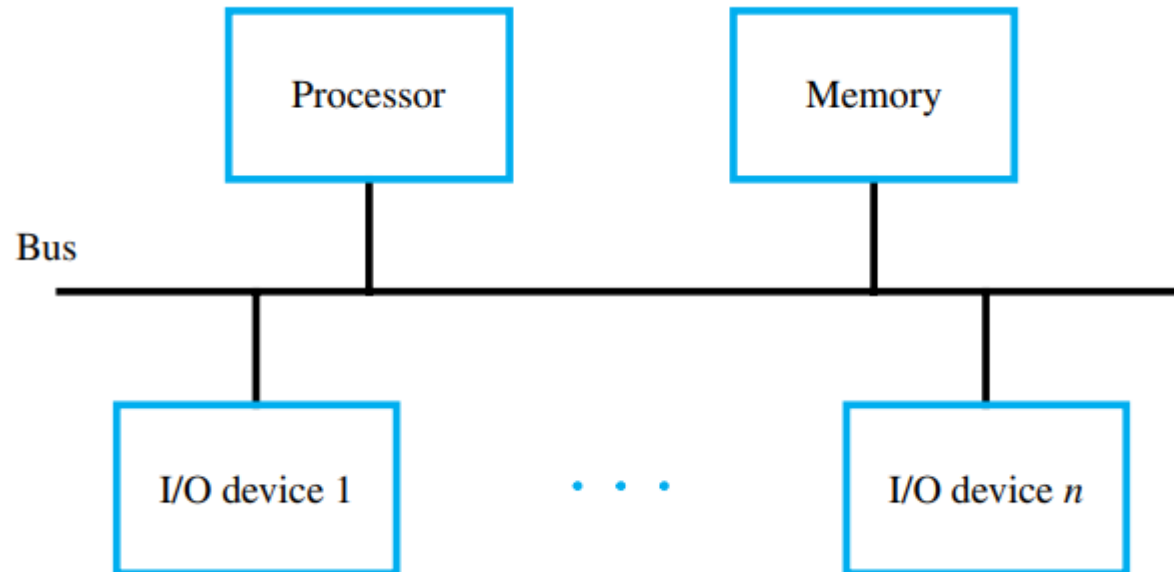 Processor
Memory
Bus
I/O device 1
. . .
I/O device n